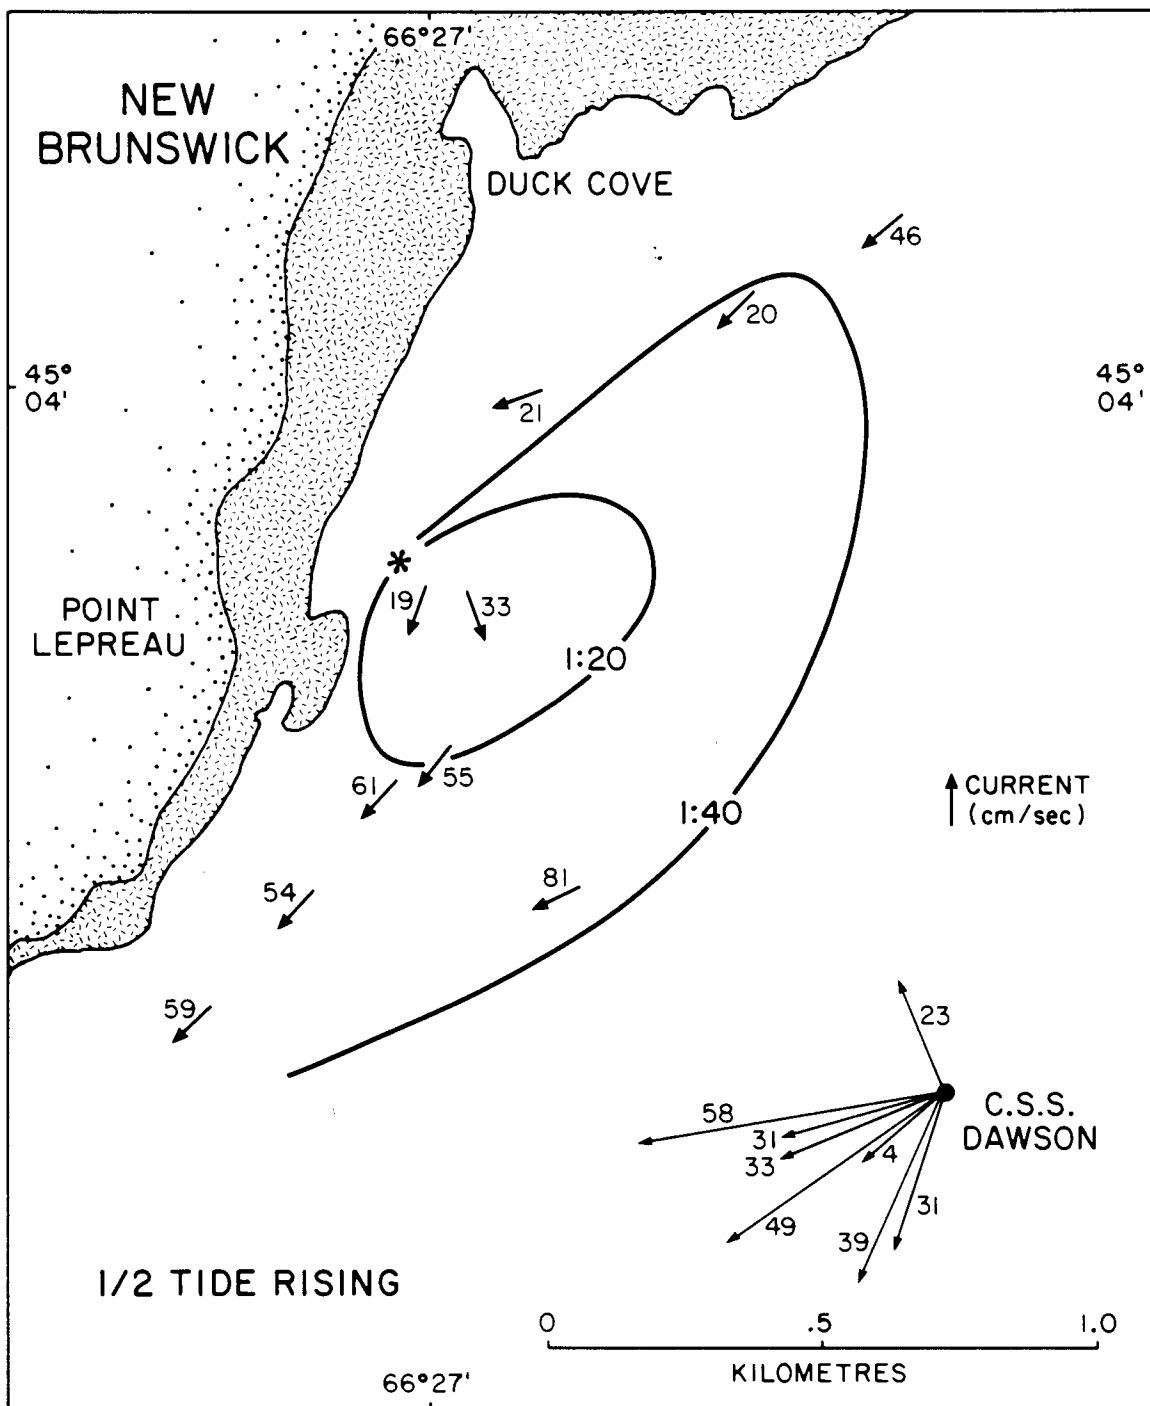 66°27'
NEW
BRUNSWICK
DUCK COVE
46
20
45°
04'
45°
04'
21
19
33
POINT
LEPREAU
1:20
61
55
CURRENT
(cm/sec)
1:40
54
81
59
23
C.S.S.
DAWSON
58
31
33
4
49
39
31
1/2 TIDE RISING
0
.5
1.0
KILOMETRES
66°27'